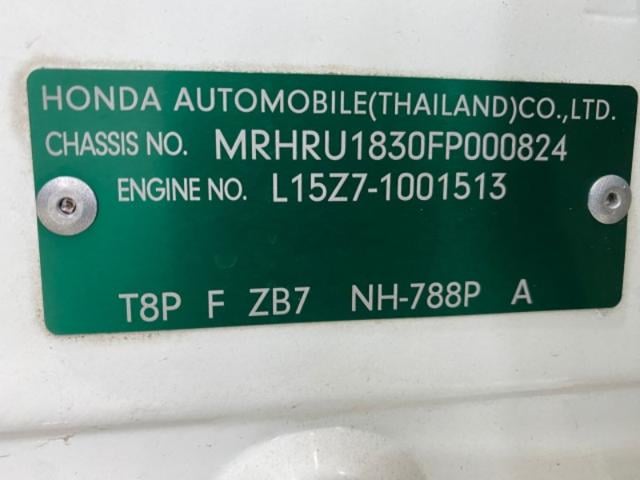 HONDA AUTOMOBILE(THAILAND)CO.,LTD.
CHASSIS NO. MRHRU1830FP000824
ENGINE NO. L15Z7-1001513
T8P F ZB7 NH-788P A